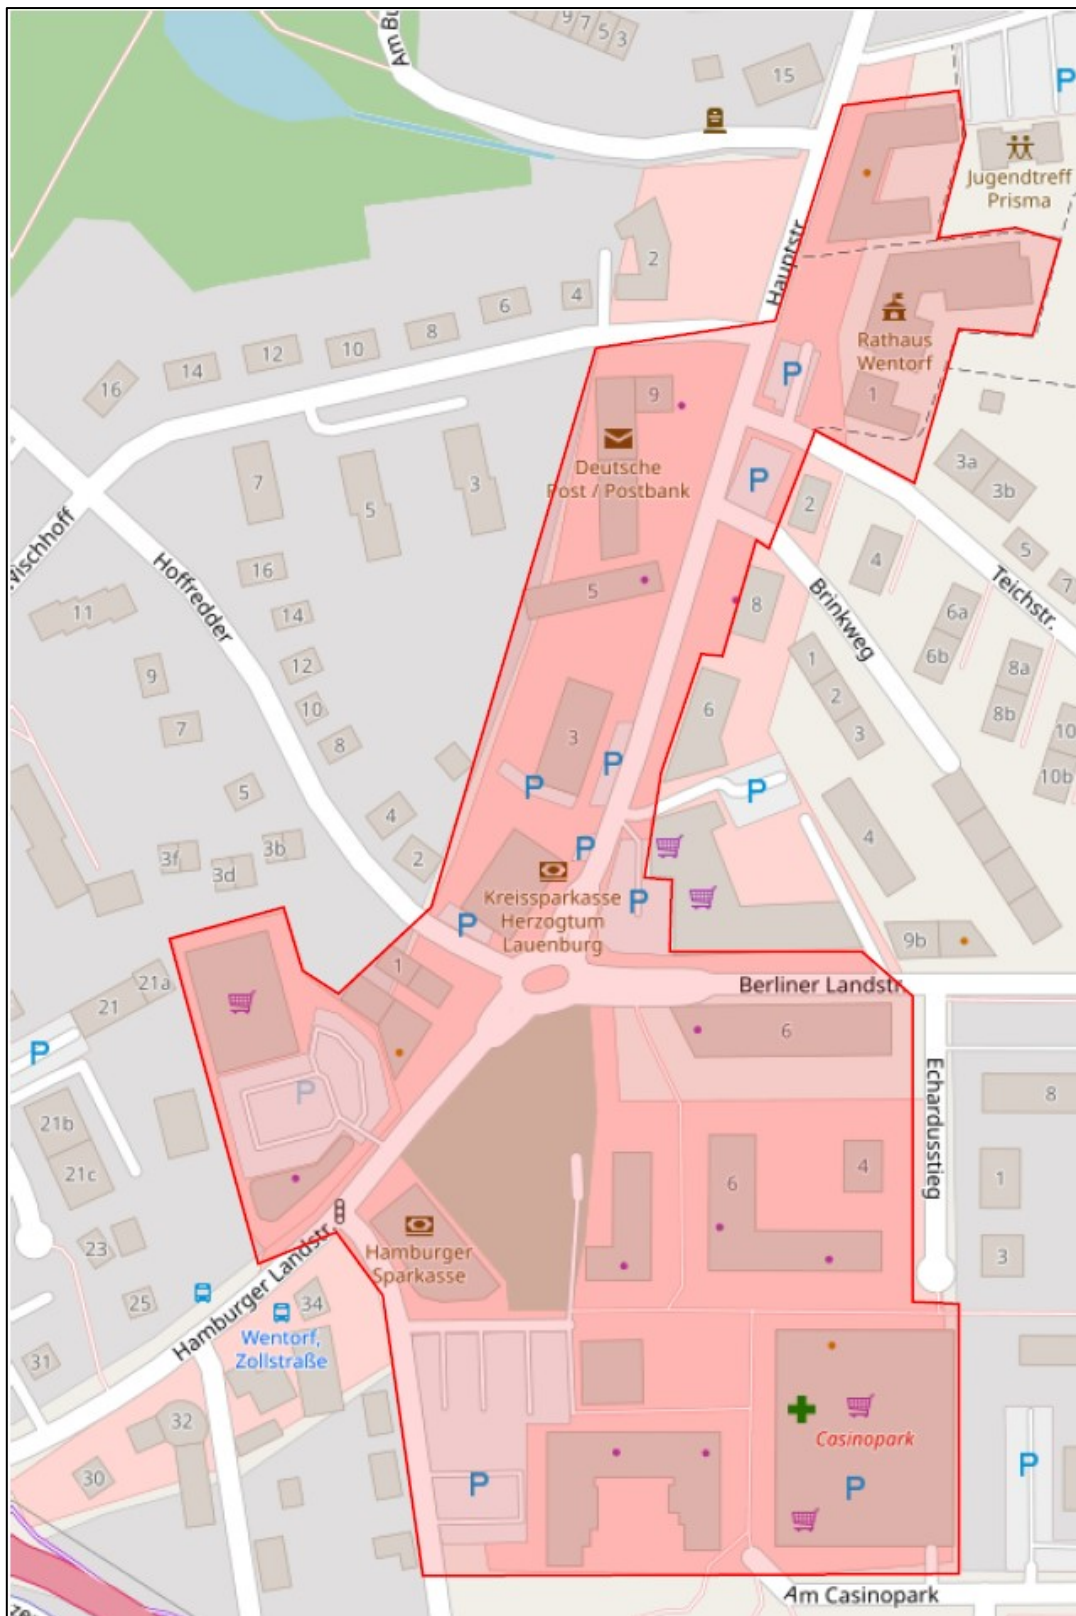 Am Bu
9 7 5 3
15
P
Jugendtreff
Prisma
Hauptstr.
2
4
6
8
10
12
14
16
Rathaus
Wentorf
1
P
9
Deutsche
Post / Postbank
P
2
3a
3b
7
5
3
Wischhoff
Hoffredder
16
5
8
4
5
7
Teichstr.
Brinkweg
6a
6b
11
14
12
9
10
7
8
1
2
3
6
8a
8b
10
10b
3
P
P
P
5
4
2
4
3f
3d
3b
P
P
Kreissparkasse
Herzogtum
Lauenburg
P
9b
1
21a
21
P
Berliner Landstr.
6
Echardusstieg
8
P
21b
21c
6
4
1
23
25
31
Hamburger Landstr.
Hamburger
Sparkasse
34
Wentorf,
Zollstraße
3
32
30
Casinopark
P
P
P
Am Casinopark